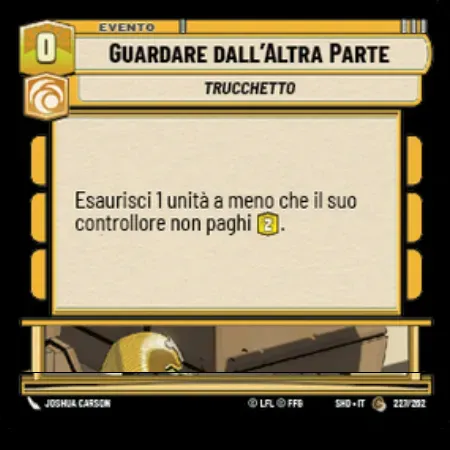 EVENTO
0
GUARDARE DALL'ALTRA PARTE
TRUCCHETTO
Esaurisci 1 unità a meno che il suo
controllore non paghi 2.
JOSHUA CARSON © LFL © FFG SHD • IT 227/262